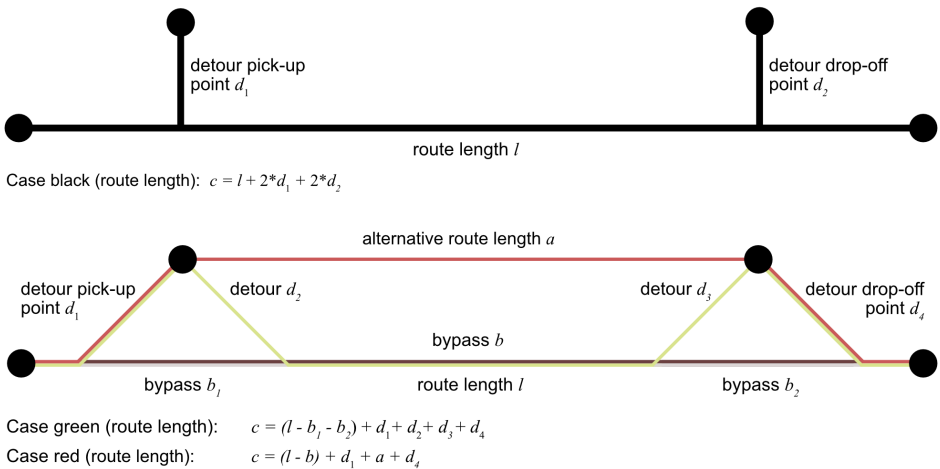 detour pick-up
point d1
detour drop-off
point d2
route length l
Case black (route length): c = l + 2*d1 + 2*d2
alternative route length a
detour pick-up
point d1
detour d2
detour d3
detour drop-off
point d4
bypass b
bypass b1
route length l
bypass b2
Case green (route length): c = (l - b1 - b2) + d1+ d2+ d3+ d4
Case red (route length): c = (l - b) + d1 + a + d4